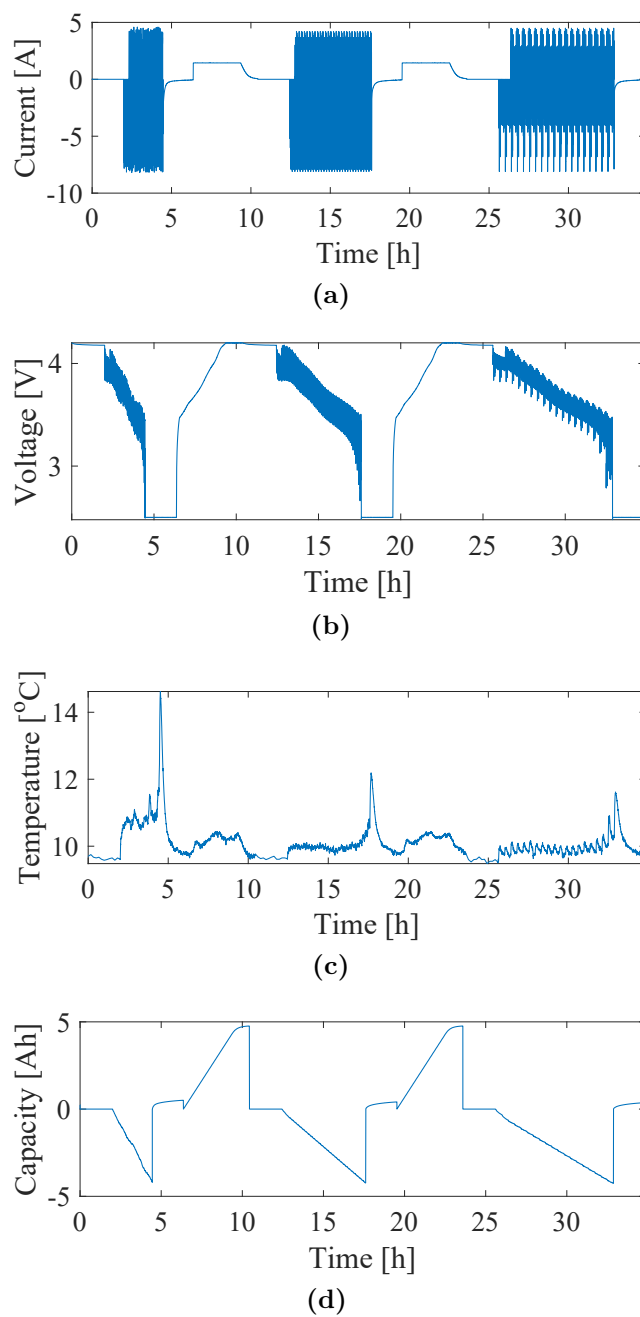 5
0
-5
-10
Current [A]
0 5 10 15 20 25 30
Time [h]
(a)
4
3
Voltage [V]
0 5 10 15 20 25 30
Time [h]
(b)
14
12
10
Temperature [°C]
0 5 10 15 20 25 30
Time [h]
(c)
5
0
-5
Capacity [Ah]
0 5 10 15 20 25 30
Time [h]
(d)